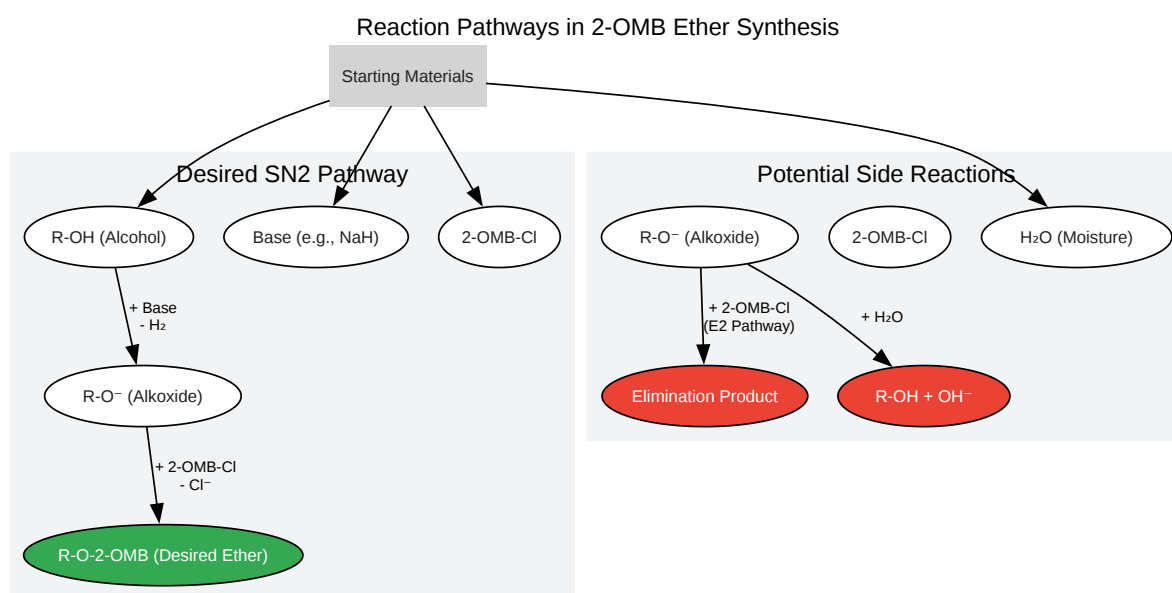 Reaction Pathways in 2-OMB Ether Synthesis
Starting Materials
Desired SN2 Pathway
R-OH (Alcohol)
Base (e.g., NaH)
2-OMB-Cl
+ Base
- H₂
R-O⁻ (Alkoxide)
+ 2-OMB-Cl
- Cl⁻
R-O-2-OMB (Desired Ether)
Potential Side Reactions
R-O⁻ (Alkoxide)
2-OMB-Cl
H₂O (Moisture)
+ 2-OMB-Cl
(E2 Pathway)
+ H₂O
Elimination Product
R-OH + OH⁻